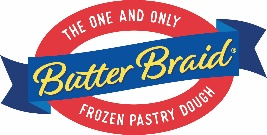 THE ONE AND ONLY
Butter Braid®
FROZEN PASTRY DOUGH